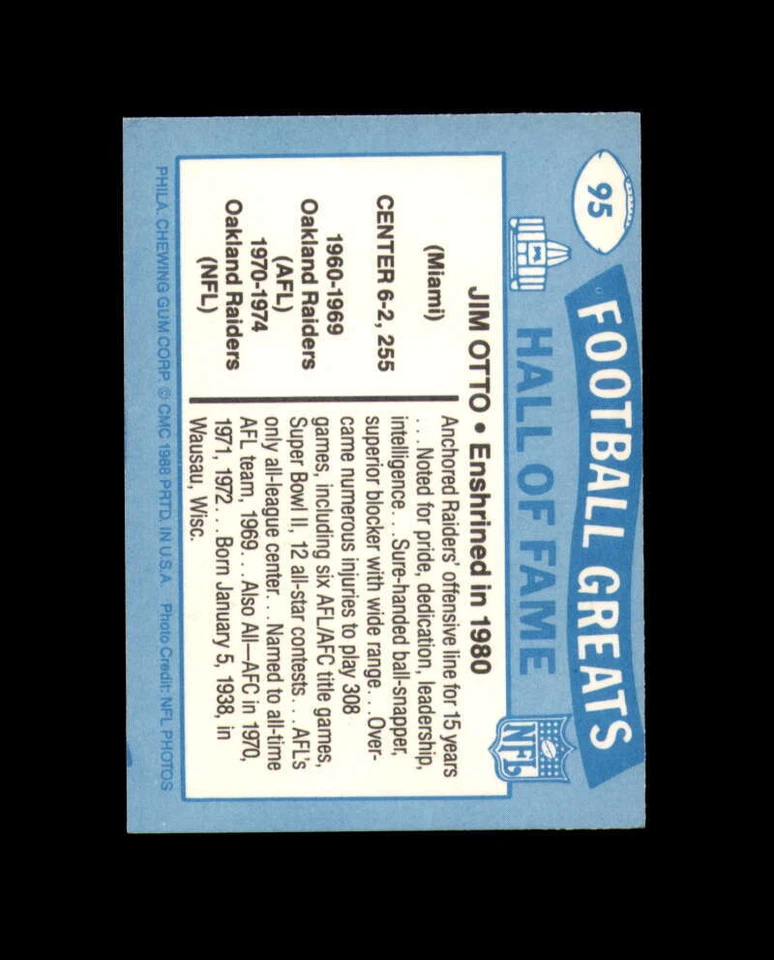 95
FOOTBALL GREATS
HALL OF FAME
NFL
JIM OTTO • Enshrined in 1980
(Miami)
CENTER 6-2, 255
1960-1969
Oakland Raiders
(AFL)
1970-1974
Oakland Raiders
(NFL)
Anchored Raiders' offensive line for 15 years
. . .Noted for pride, dedication, leadership,
intelligence. . .Sure-handed ball-snapper,
superior blocker with wide range. . .Over-
came numerous injuries to play 308
games, including six AFL/AFC title games,
Super Bowl II, 12 all-star contests. . .AFL's
only all-league center. . .Named to all-time
AFL team, 1969. . .Also All—AFC in 1970,
1971, 1972. . . Born January 5, 1938, in
Wausau, Wisc.
PHILA. CHEWING GUM CORP. © CMC 1988 PRTD. IN U.S.A. Photo Credit: NFL PHOTOS